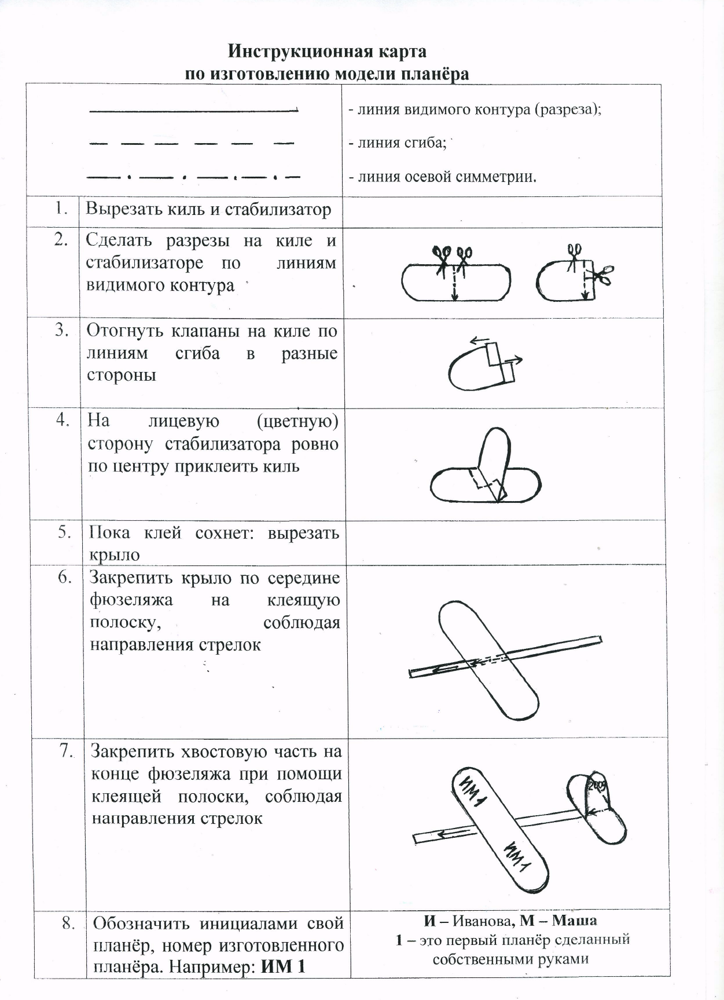 Инструкционная карта
по изготовлению модели планёра
- линия видимого контура (разреза);
- линия сгиба;
- линия осевой симметрии.
1. Вырезать киль и стабилизатор
2. Сделать разрезы на киле и
стабилизаторе по линиям
видимого контура
3. Отогнуть клапаны на киле по
линиям сгиба в разные
стороны
4. На лицевую (цветную)
сторону стабилизатора ровно
по центру приклеить киль
5. Пока клей сохнет: вырезать
крыло
6. Закрепить крыло по середине
фюзеляжа на клеящую
полоску, соблюдая
направления стрелок
7. Закрепить хвостовую часть на
конце фюзеляжа при помощи
клеящей полоски, соблюдая
направления стрелок
ИМ1
ИМ1
2009
8. Обозначить инициалами свой
планёр, номер изготовленного
планёра. Например: ИМ 1
И – Иванова, М – Маша
1 – это первый планёр сделанный
собственными руками